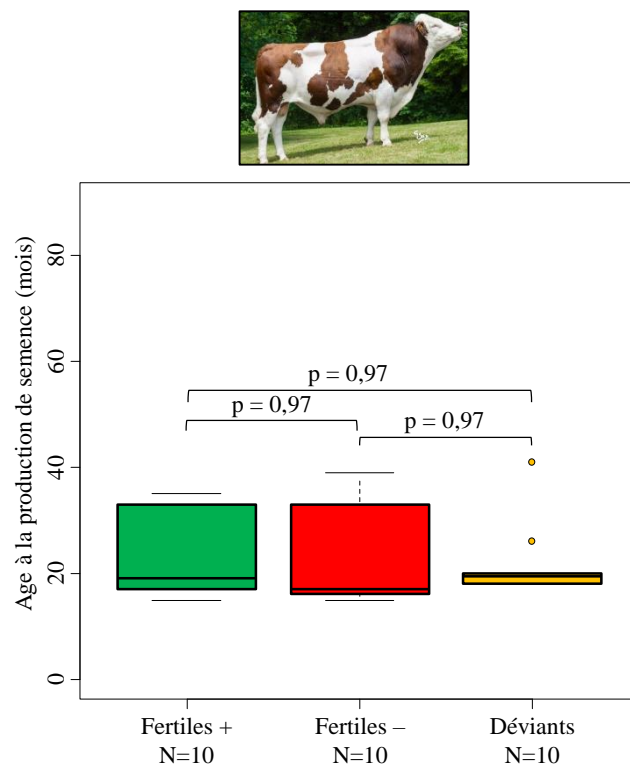 Age à la production de semence (mois)
80
60
40
20
0
p = 0,97
p = 0,97
p = 0,97
Fertiles +
N=10
Fertiles –
N=10
Déviants
N=10